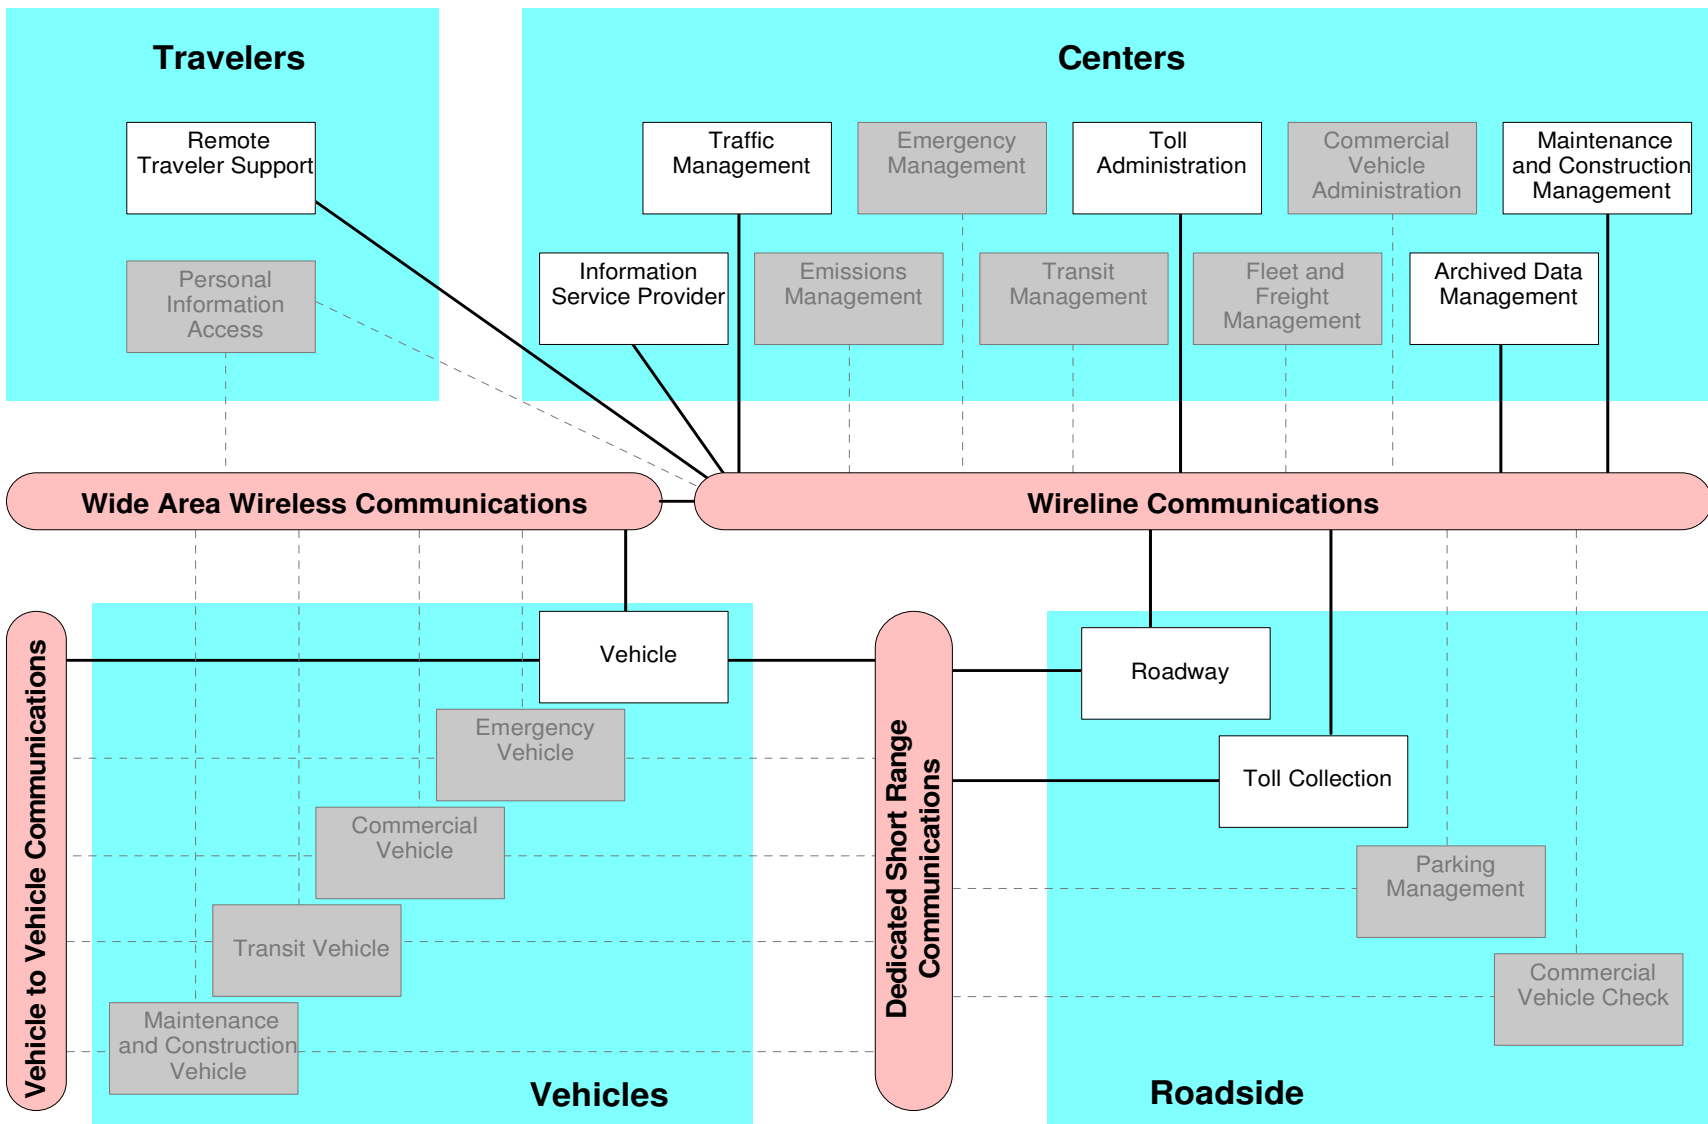 Travelers
Centers
Remote
Traveler Support
Traffic
Management
Emergency
Management
Toll
Administration
Commercial
Vehicle
Administration
Maintenance
and Construction
Management
Personal
Information
Access
Information
Service Provider
Emissions
Management
Transit
Management
Fleet and
Freight
Management
Archived Data
Management
Wide Area Wireless Communications
Wireline Communications
Vehicle to Vehicle Communications
Vehicle
Emergency
Vehicle
Commercial
Vehicle
Transit Vehicle
Maintenance
and Construction
Vehicle
Vehicles
Dedicated Short Range
Communications
Roadway
Toll Collection
Parking
Management
Commercial
Vehicle Check
Roadside